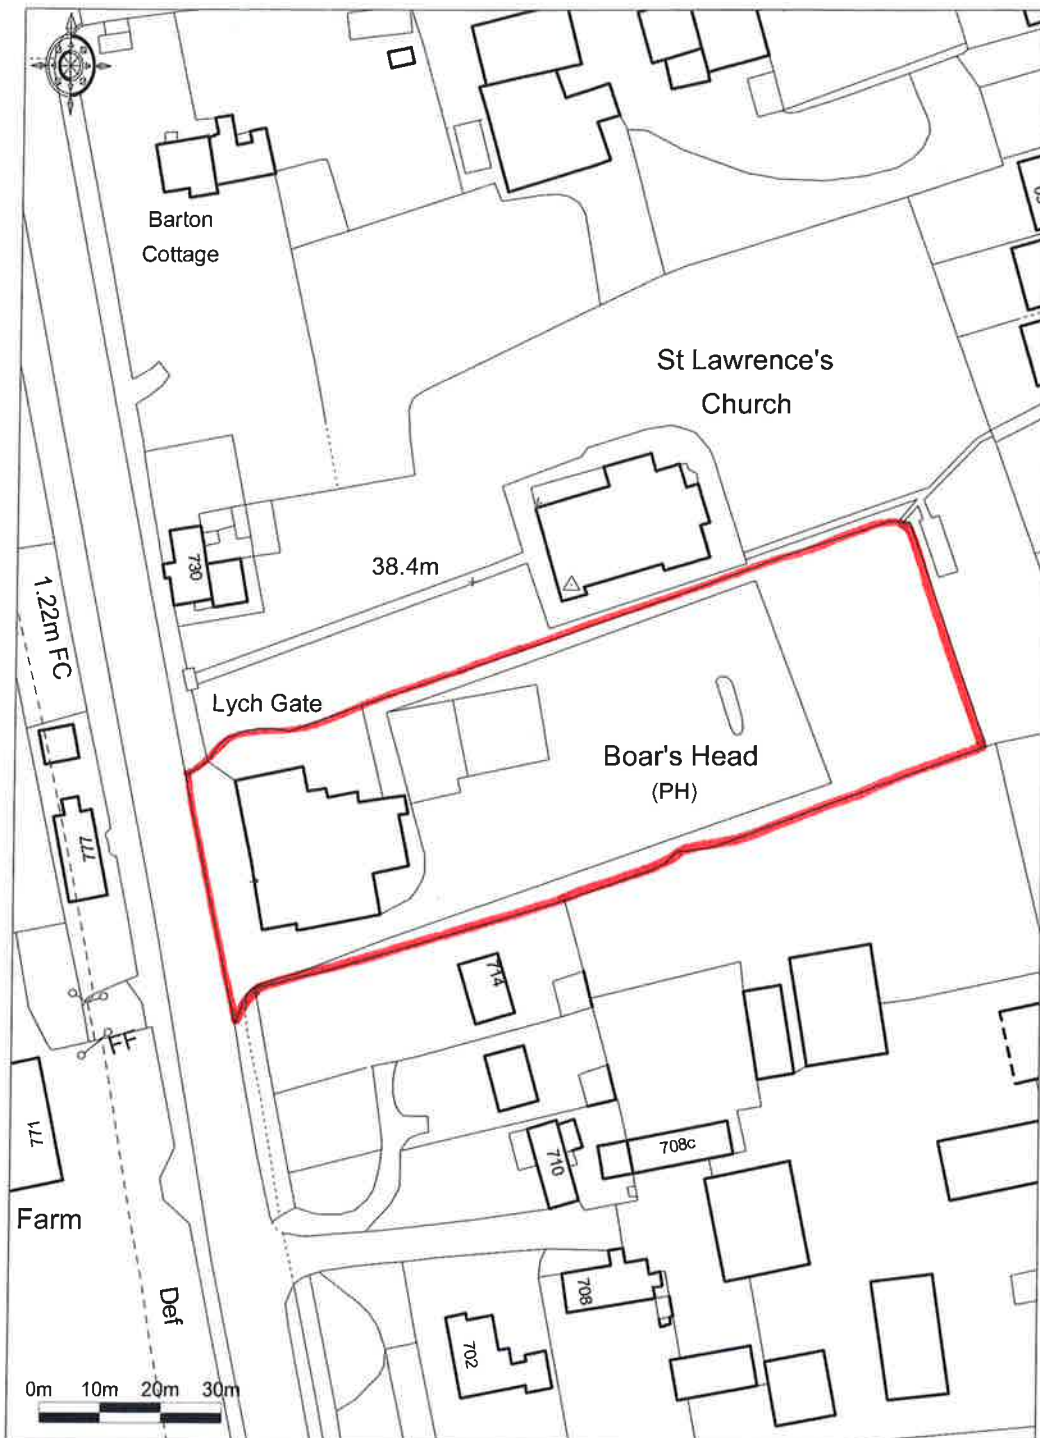 Barton
Cottage
St Lawrence's
Church
730
38.4m
1.22m FC
Lych Gate
Boar's Head
(PH)
777
714
FF
771
710
708c
Farm
Def
708
702
0m 10m 20m 30m